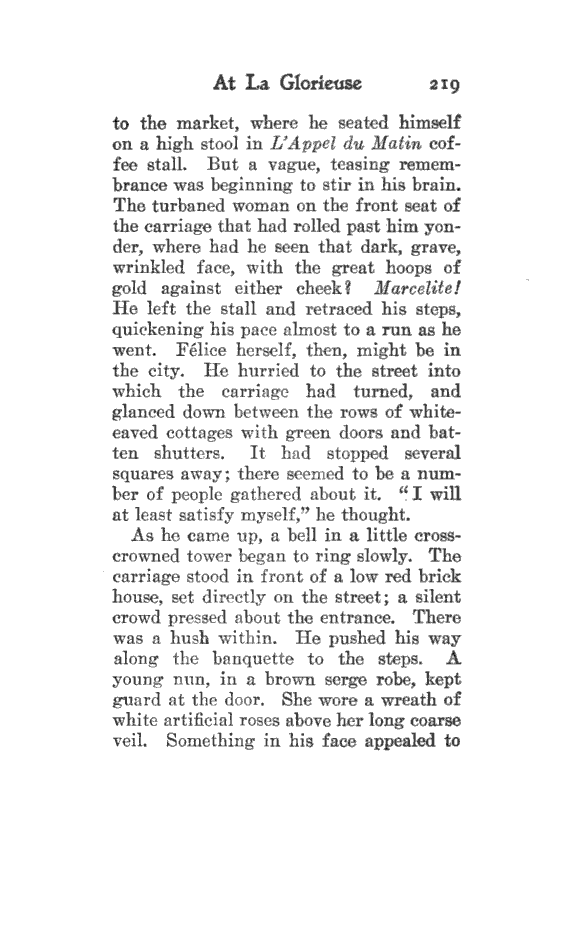 At La Glorieuse 219
to the market, where he seated himself
on a high stool in L'Appel du Matin cof-
fee stall. But a vague, teasing remem-
brance was beginning to stir in his brain.
The turbaned woman on the front seat of
the carriage that had rolled past him yon-
der, where had he seen that dark, grave,
wrinkled face, with the great hoops of
gold against either cheek? Marcelite!
He left the stall and retraced his steps,
quickening his pace almost to a run as he
went. Félice herself, then, might be in
the city. He hurried to the street into
which the carriage had turned, and
glanced down between the rows of white-
eaved cottages with green doors and bat-
ten shutters. It had stopped several
squares away; there seemed to be a num-
ber of people gathered about it. “I will
at least satisfy myself,” he thought.
As he came up, a bell in a little cross-
crowned tower began to ring slowly. The
carriage stood in front of a low red brick
house, set directly on the street; a silent
crowd pressed about the entrance. There
was a hush within. He pushed his way
along the banquette to the steps. A
young nun, in a brown serge robe, kept
guard at the door. She wore a wreath of
white artificial roses above her long coarse
veil. Something in his face appealed to